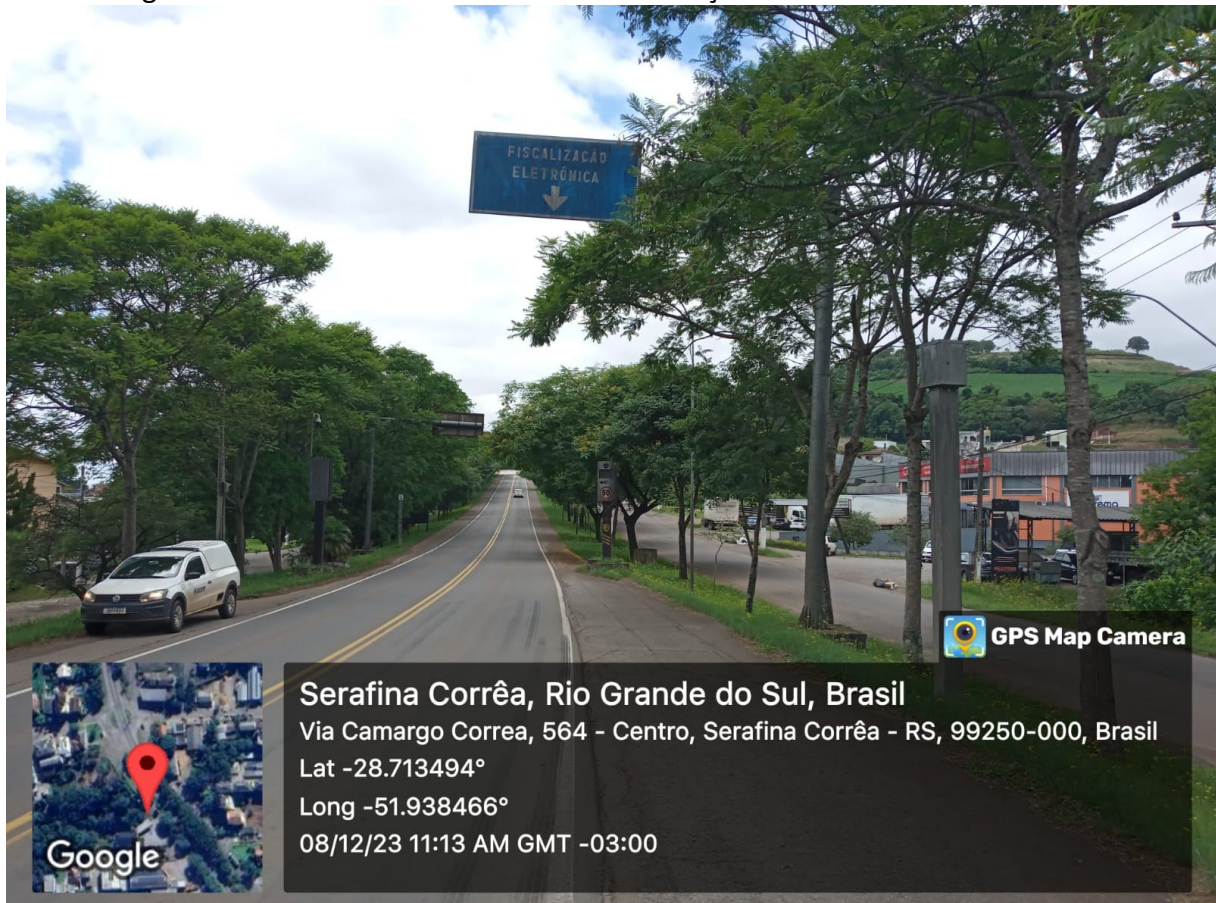 FISCALIZAÇÃO
ELETRÔNICA
50
GPS Map Camera
Serafina Corrêa, Rio Grande do Sul, Brasil
Via Camargo Correa, 564 - Centro, Serafina Corrêa - RS, 99250-000, Brasil
Lat -28.713494°
Long -51.938466°
08/12/23 11:13 AM GMT -03:00
Google